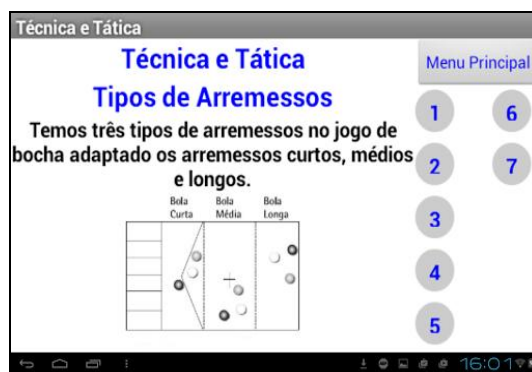 Técnica e Tática
Técnica e Tática
Menu Principal
Tipos de Arremessos
Temos três tipos de arremessos no jogo de
bocha adaptado os arremessos curtos, médios
e longos.
Bola Curta
Bola Média
Bola Longa
1
6
2
7
3
4
5
16:01